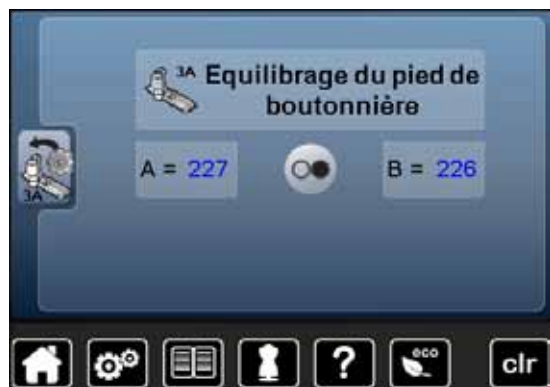 3A Equilibrage du pied de
boutonnière
A = 227
B = 226
3A
? eco clr